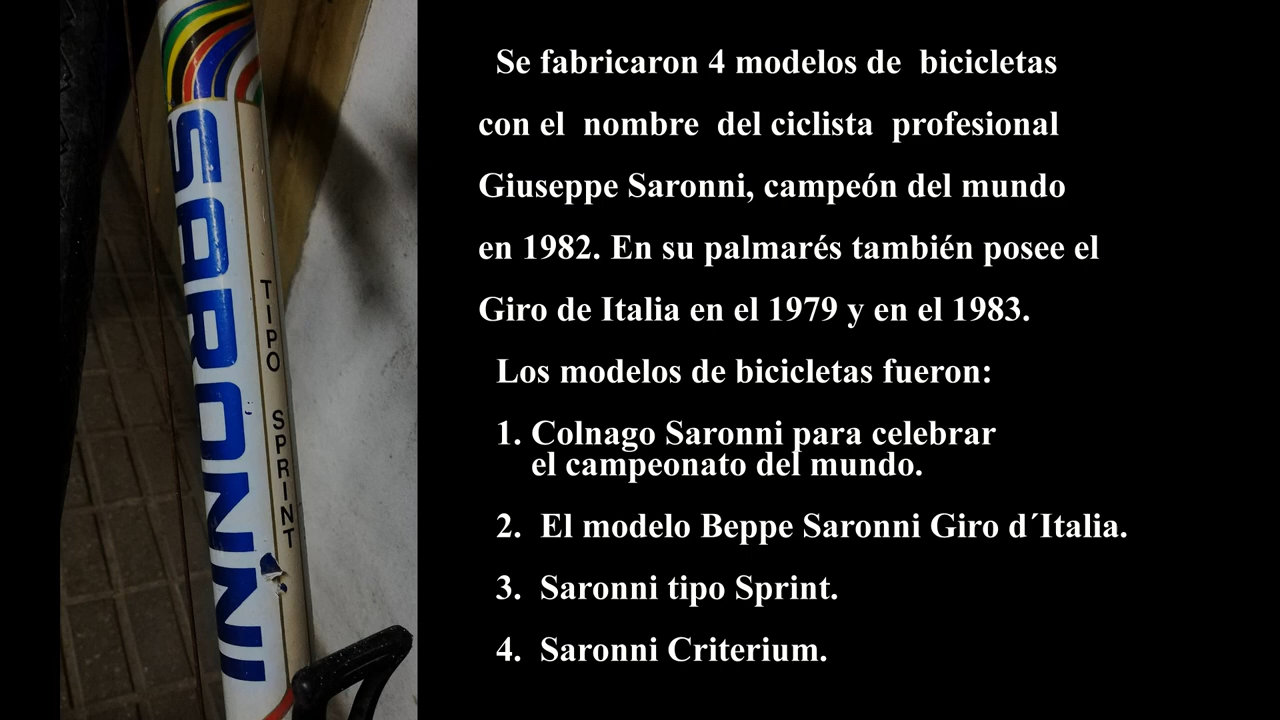 SARONNI
TIPO SPRINT
Se fabricaron 4 modelos de bicicletas
con el nombre del ciclista profesional
Giuseppe Saronni, campeón del mundo
en 1982. En su palmarés también posee el
Giro de Italia en el 1979 y en el 1983.
Los modelos de bicicletas fueron:
1. Colnago Saronni para celebrar
el campeonato del mundo.
2. El modelo Beppe Saronni Giro d´Italia.
3. Saronni tipo Sprint.
4. Saronni Criterium.